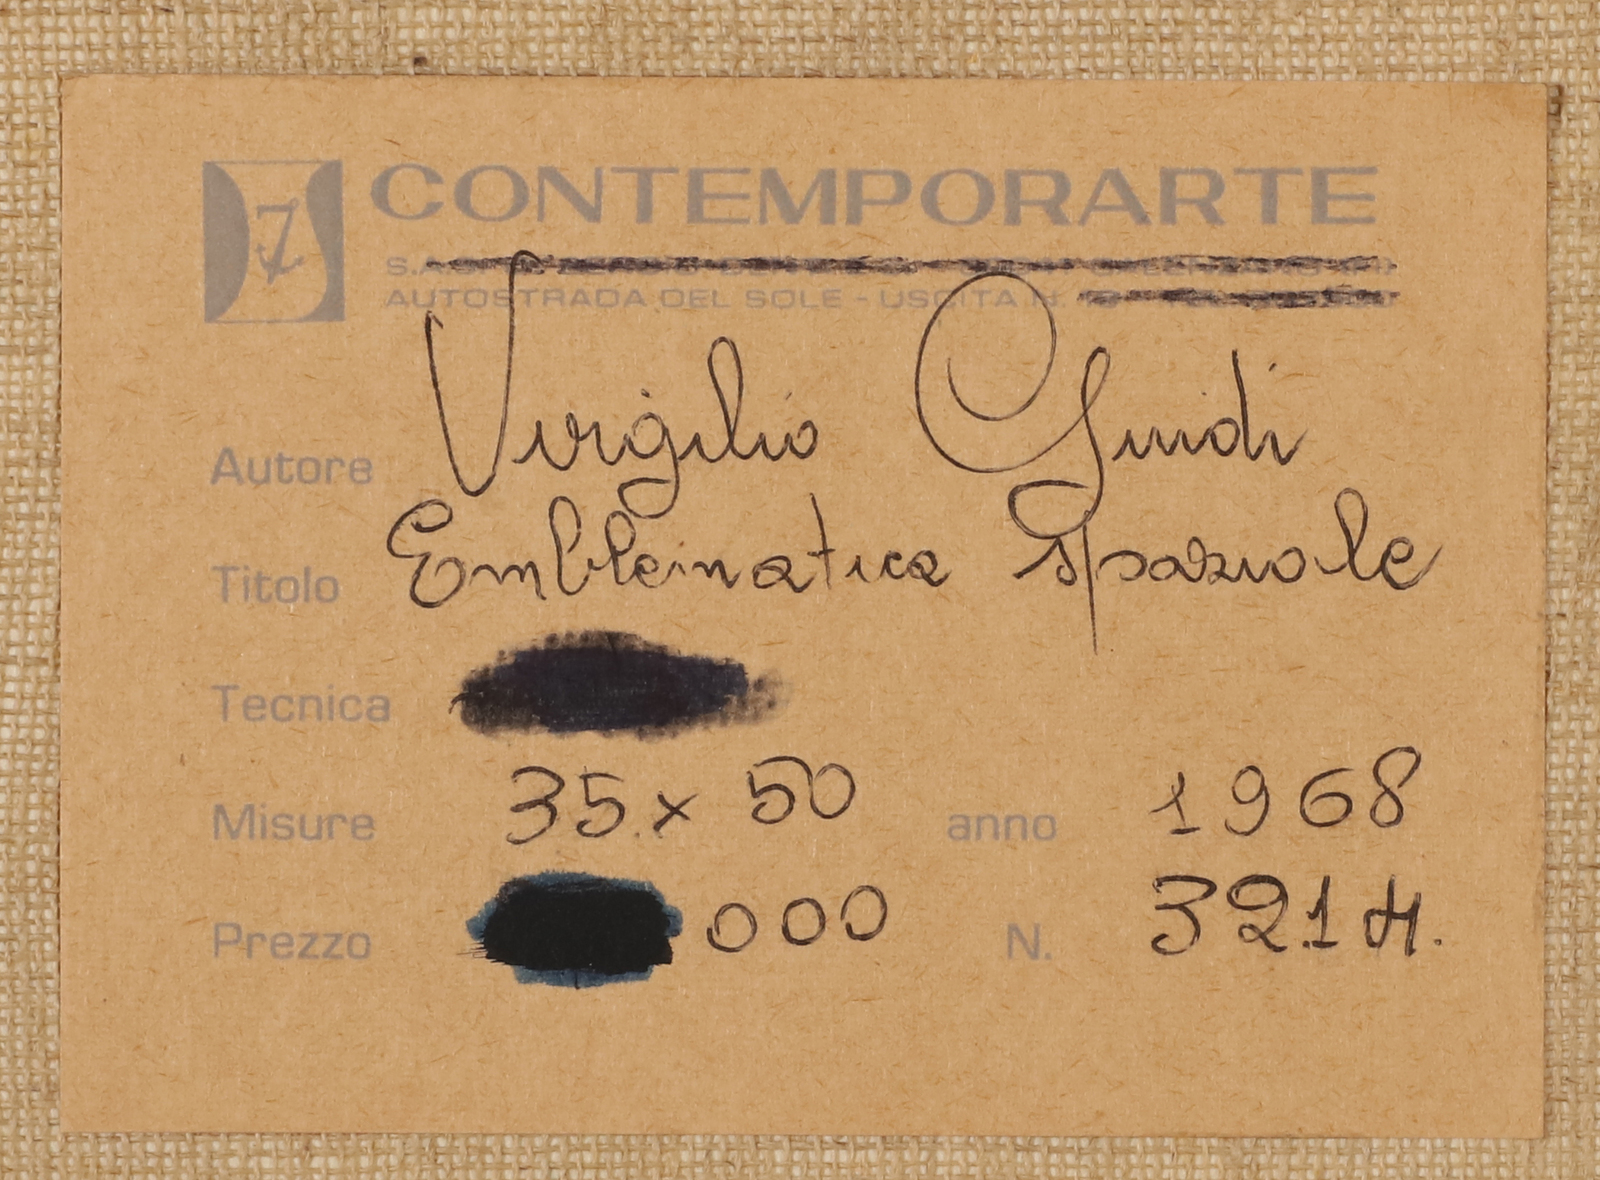 CONTEMPORARTE
AUTOSTRADA DEL SOLE - USCITA N.
Autore Virgilio Guidi
Titolo Emblematica Spaziale
Tecnica
Misure 35 x 50 anno 1968
Prezzo 000 N. 3214.